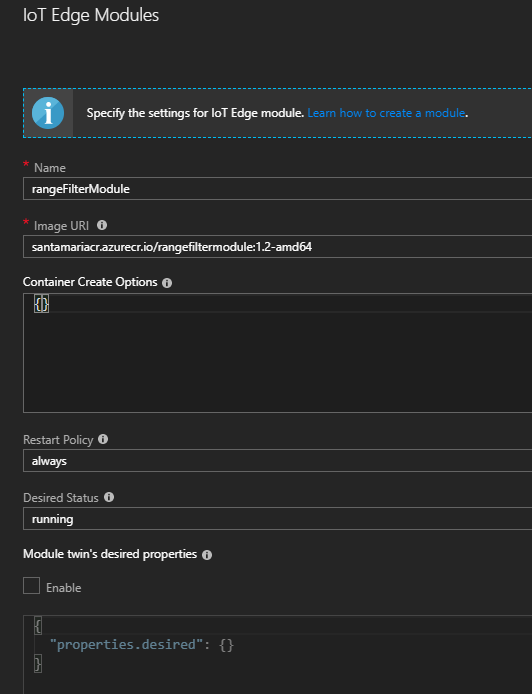 IoT Edge Modules
Specify the settings for IoT Edge module. Learn how to create a module.
* Name
rangeFilterModule
* Image URI
santamariacr.azurecr.io/rangefiltermodule:1.2-amd64
Container Create Options
{}
Restart Policy
always
Desired Status
running
Module twin's desired properties
Enable
{
"properties.desired": {}
}